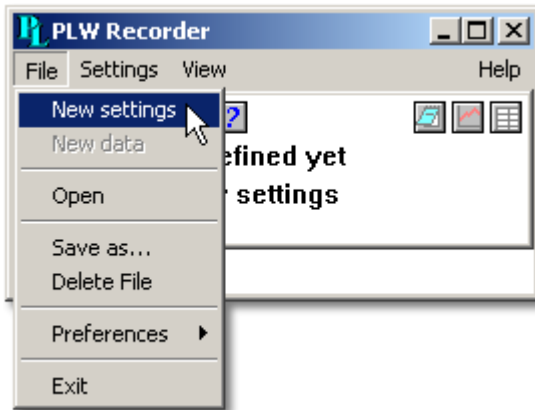 PLW Recorder
File Settings View Help
New settings
New data
efined yet
settings
Open
Save as...
Delete File
Preferences
Exit